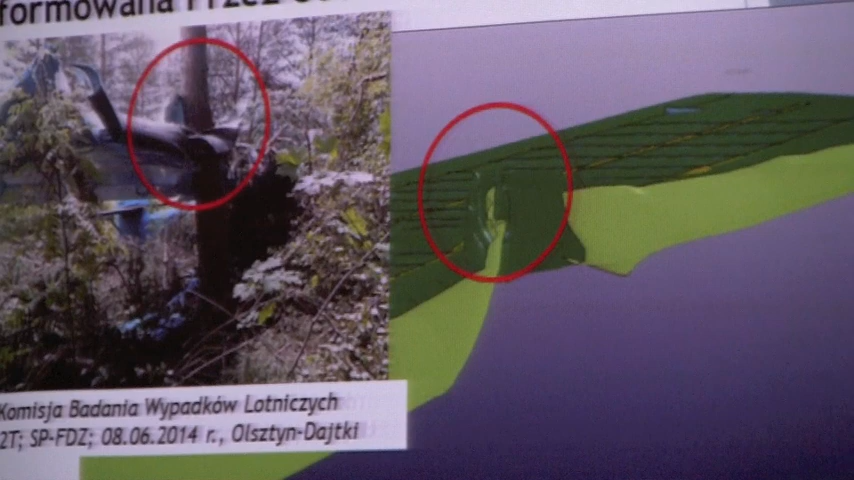 formowana Przez
Komisja Badania Wypadków Lotniczych
2T; SP-FDZ; 08.06.2014 r., Olsztyn-Dajtki